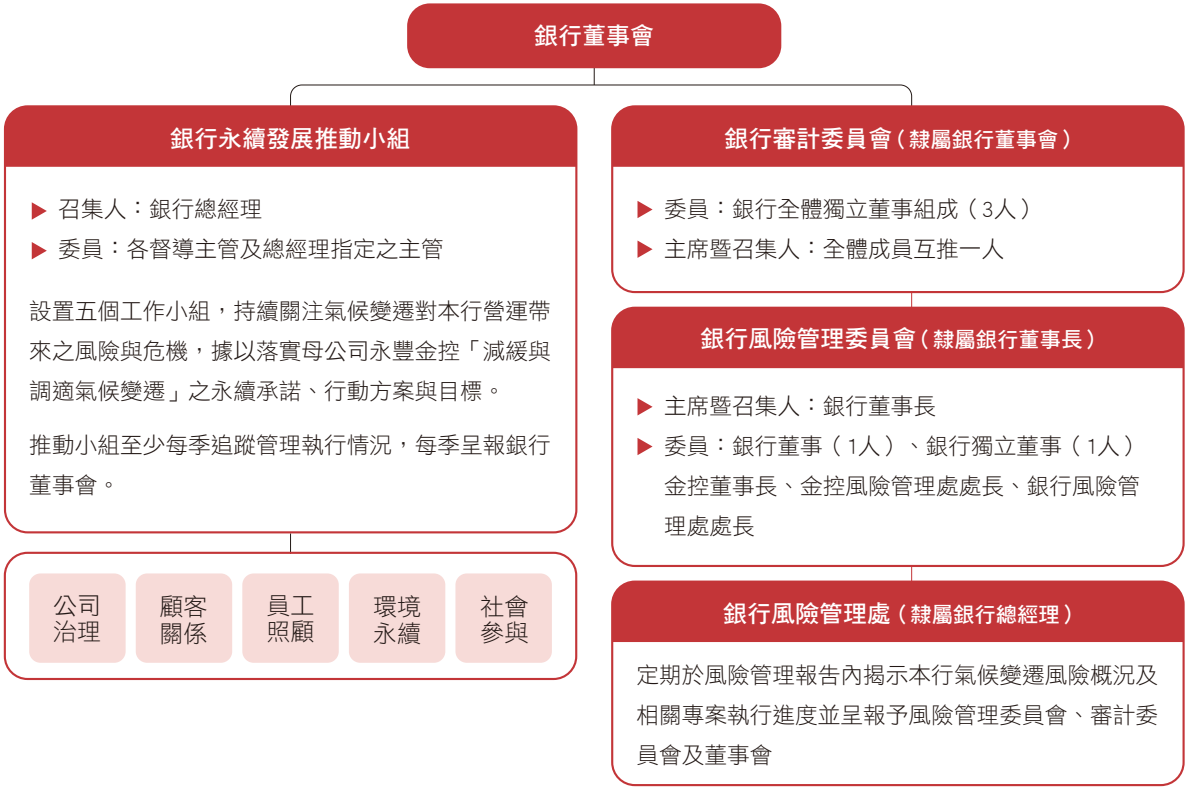 銀行董事會
銀行永續發展推動小組
▶ 召集人：銀行總經理
▶ 委員：各督導主管及總經理指定之主管
設置五個工作小組，持續關注氣候變遷對本行營運帶
來之風險與危機，據以落實母公司永豐金控「減緩與
調適氣候變遷」之永續承諾、行動方案與目標。
推動小組至少每季追蹤管理執行情況，每季呈報銀行
董事會。
公司
治理
顧客
關係
員工
照顧
環境
永續
社會
參與
銀行審計委員會（隸屬銀行董事會）
▶ 委員：銀行全體獨立董事組成（3人）
▶ 主席暨召集人：全體成員互推一人
銀行風險管理委員會（隸屬銀行董事長）
▶ 主席暨召集人：銀行董事長
▶ 委員：銀行董事（1人）、銀行獨立董事（1人）
金控董事長、金控風險管理處處長、銀行風險管
理處處長
銀行風險管理處（隸屬銀行總經理）
定期於風險管理報告內揭示本行氣候變遷風險概況及
相關專案執行進度並呈報予風險管理委員會、審計委
員會及董事會